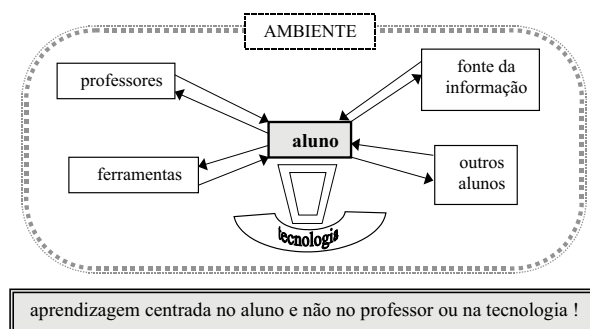 AMBIENTE
professores
fonte da
informação
aluno
ferramentas
outros
alunos
tecnologia
aprendizagem centrada no aluno e não no professor ou na tecnologia !